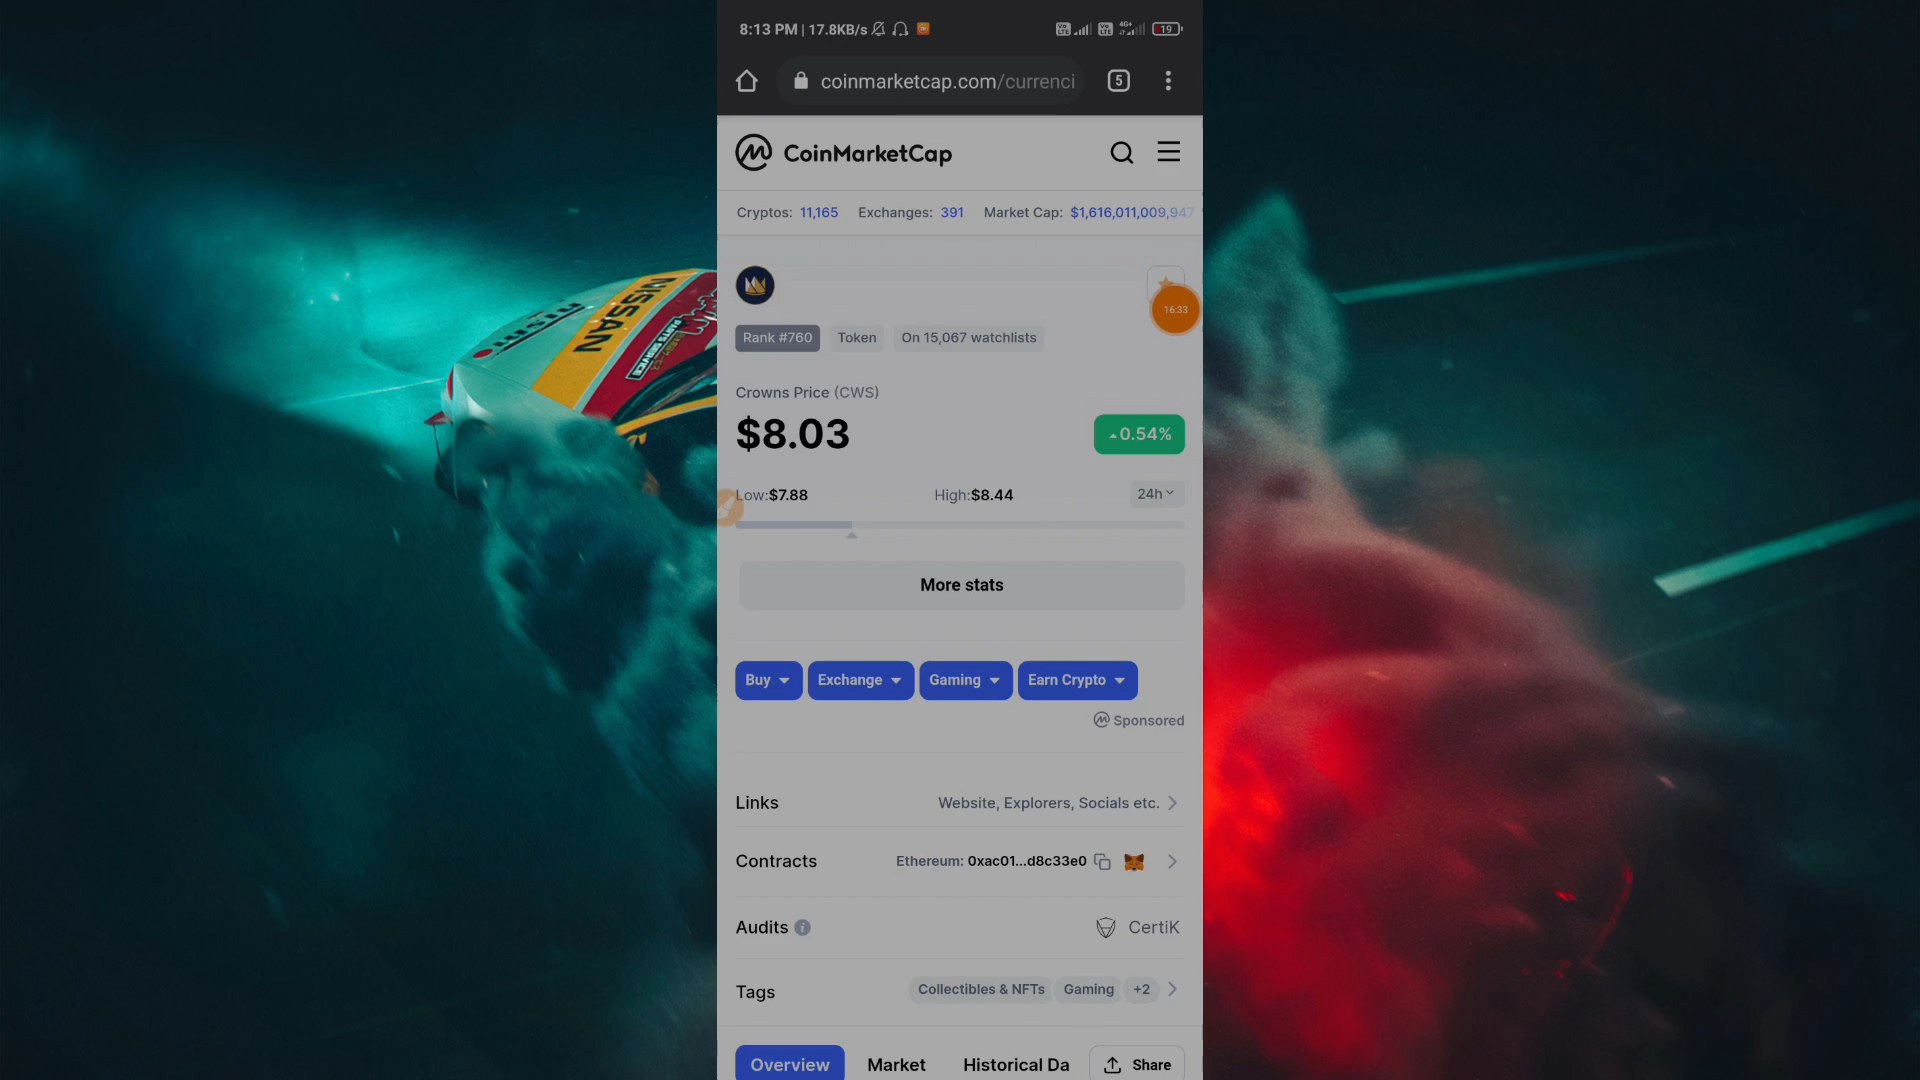 8:13 PM | 17.8KB/s
19
coinmarketcap.com/currenci
5
CoinMarketCap
Cryptos: 11,165 Exchanges: 391 Market Cap: $1,616,011,009,947
16:33
Rank #760 Token On 15,067 watchlists
Crowns Price (CWS)
$8.03
0.54%
Low:$7.88 High:$8.44 24h
More stats
Buy Exchange Gaming Earn Crypto
Sponsored
Links Website, Explorers, Socials etc.
Contracts Ethereum: 0xac01...d8c33e0
Audits CertiK
Tags Collectibles & NFTs Gaming +2
Overview Market Historical Da Share
NISSAN